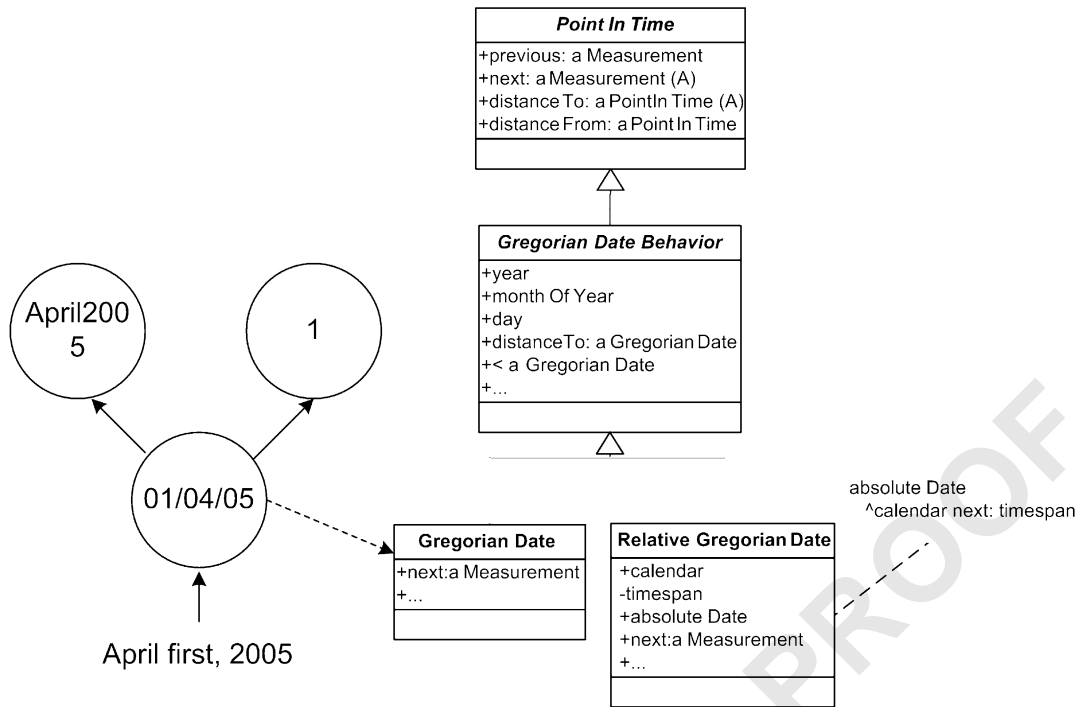 Point In Time
+previous: a Measurement
+next: a Measurement (A)
+distance To: a PointIn Time (A)
+distance From: a Point In Time
Gregorian Date Behavior
+year
+month Of Year
+day
+distanceTo: a Gregorian Date
+< a Gregorian Date
+...
April200
5
1
01/04/05
April first, 2005
Gregorian Date
+next:a Measurement
+...
Relative Gregorian Date
+calendar
-timespan
+absolute Date
+next:a Measurement
+...
absolute Date
^calendar next: timespan
PROOF